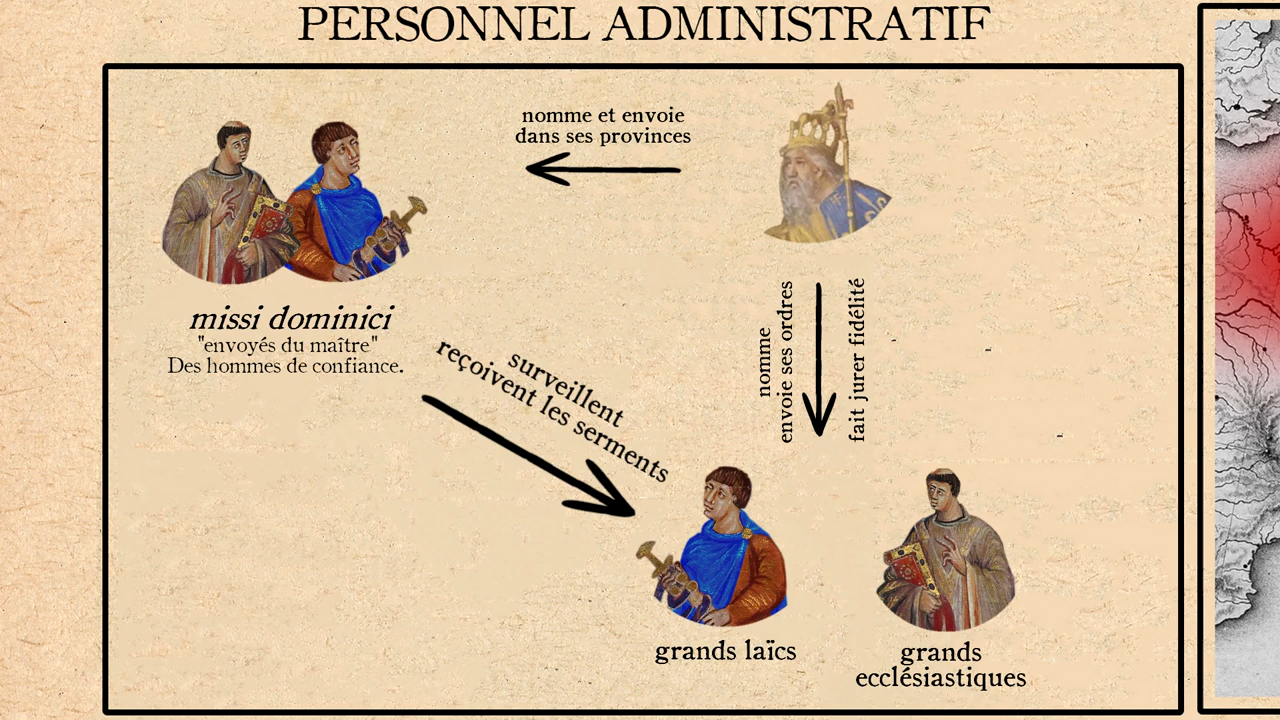 PERSONNEL ADMINISTRATIF
nomme et envoie
dans ses provinces
missi dominici
"envoyés du maître"
Des hommes de confiance.
surveillent
reçoivent les serments
nomme
envoie ses ordres
fait jurer fidélité
grands laïcs
grands
ecclésiastiques